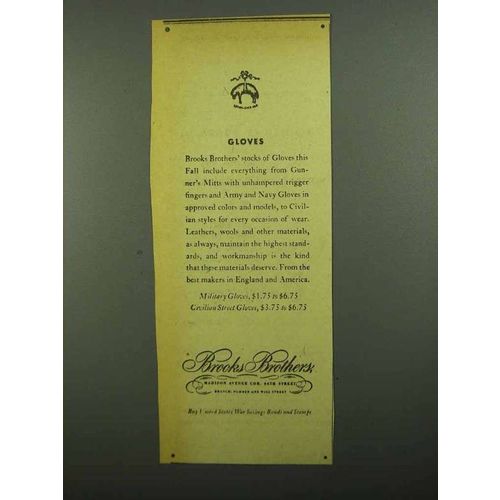 GLOVES
Brooks Brothers' stocks of Gloves this
Fall include everything from Gun-
ner's Mitts with unhampered trigger
fingers and Army and Navy Gloves in
approved colors and models, to Civil-
ian styles for every occasion of wear.
Leathers, wools and other materials,
as always, maintain the highest stand-
ards, and workmanship is the kind
that these materials deserve. From the
best makers in England and America.
Military Gloves, $1.75 to $6.75
Civilian Street Gloves, $3.75 to $6.75
Brooks Brothers,
MADISON AVENUE COR. 44TH STREET
BRANCH: NUMBER ONE WALL STREET
Buy United States War Savings Bonds and Stamps